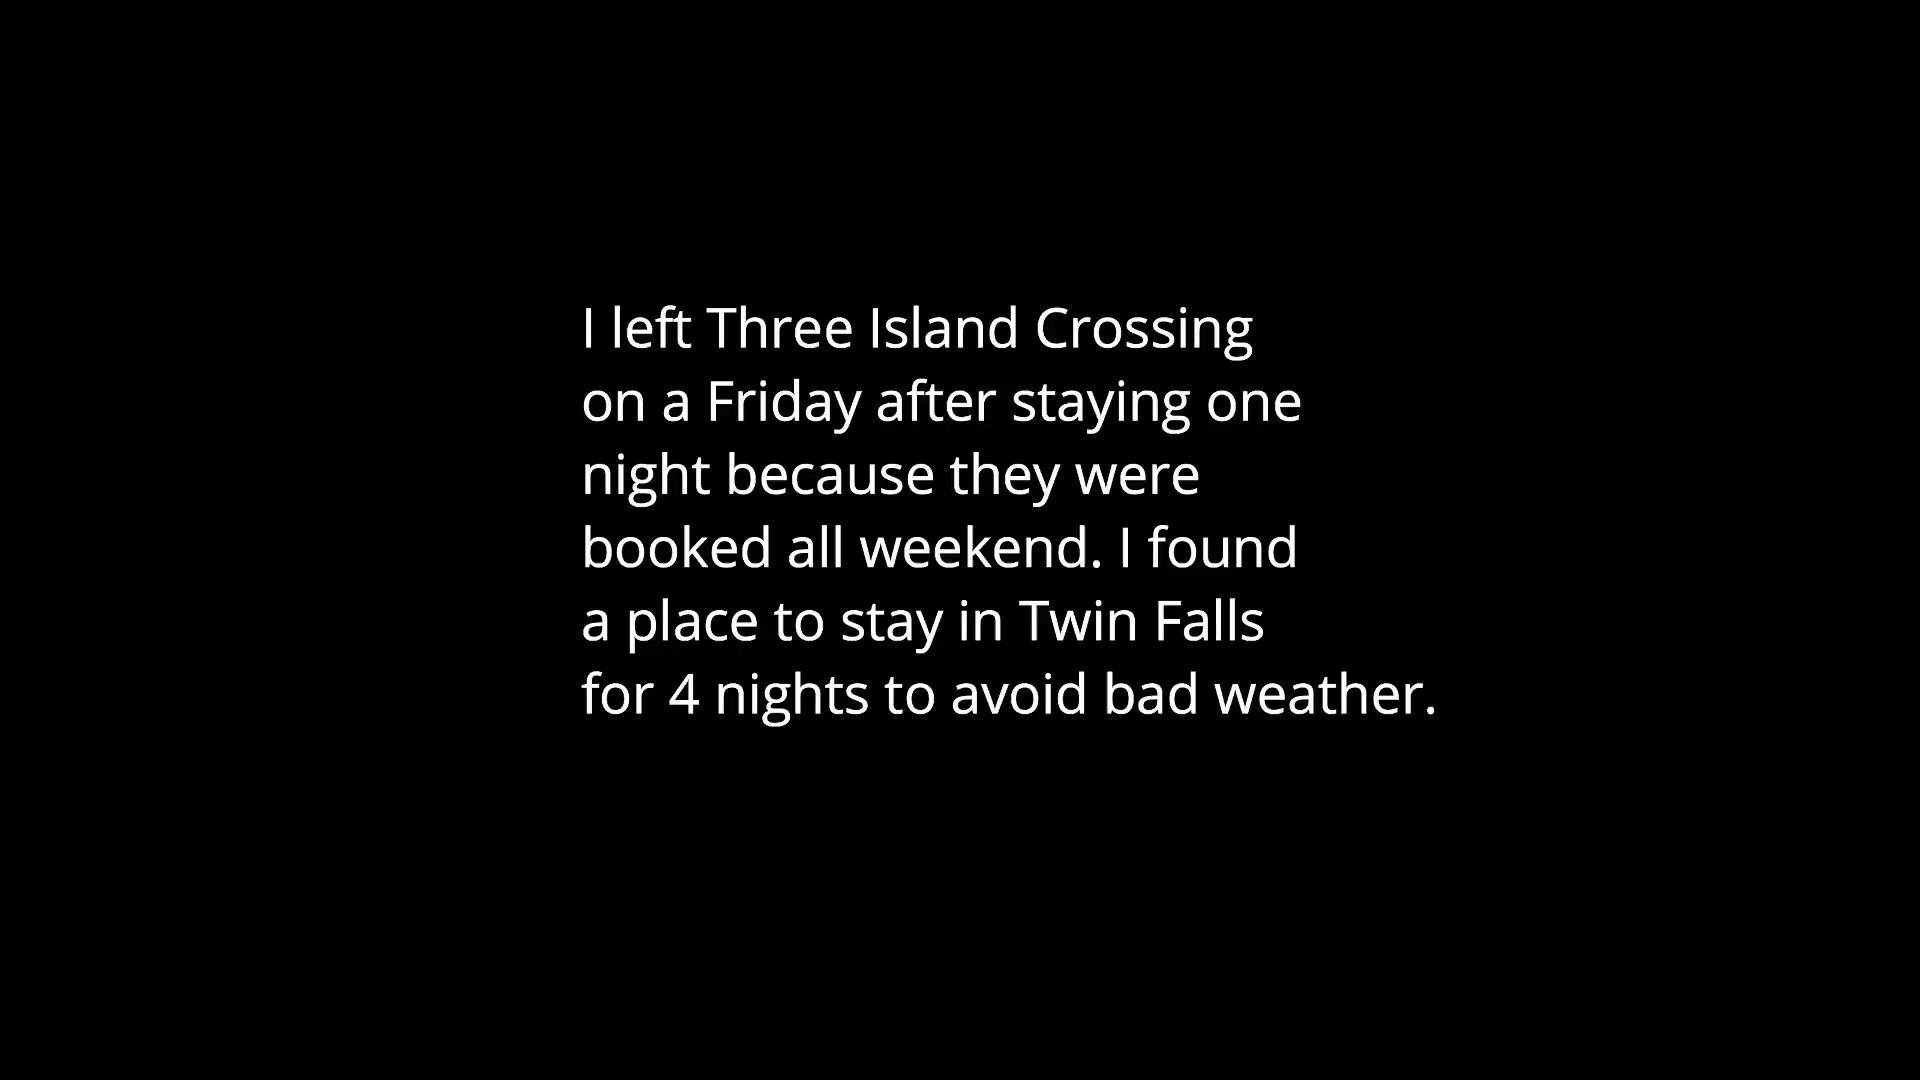 I left Three Island Crossing
on a Friday after staying one
night because they were
booked all weekend. I found
a place to stay in Twin Falls
for 4 nights to avoid bad weather.